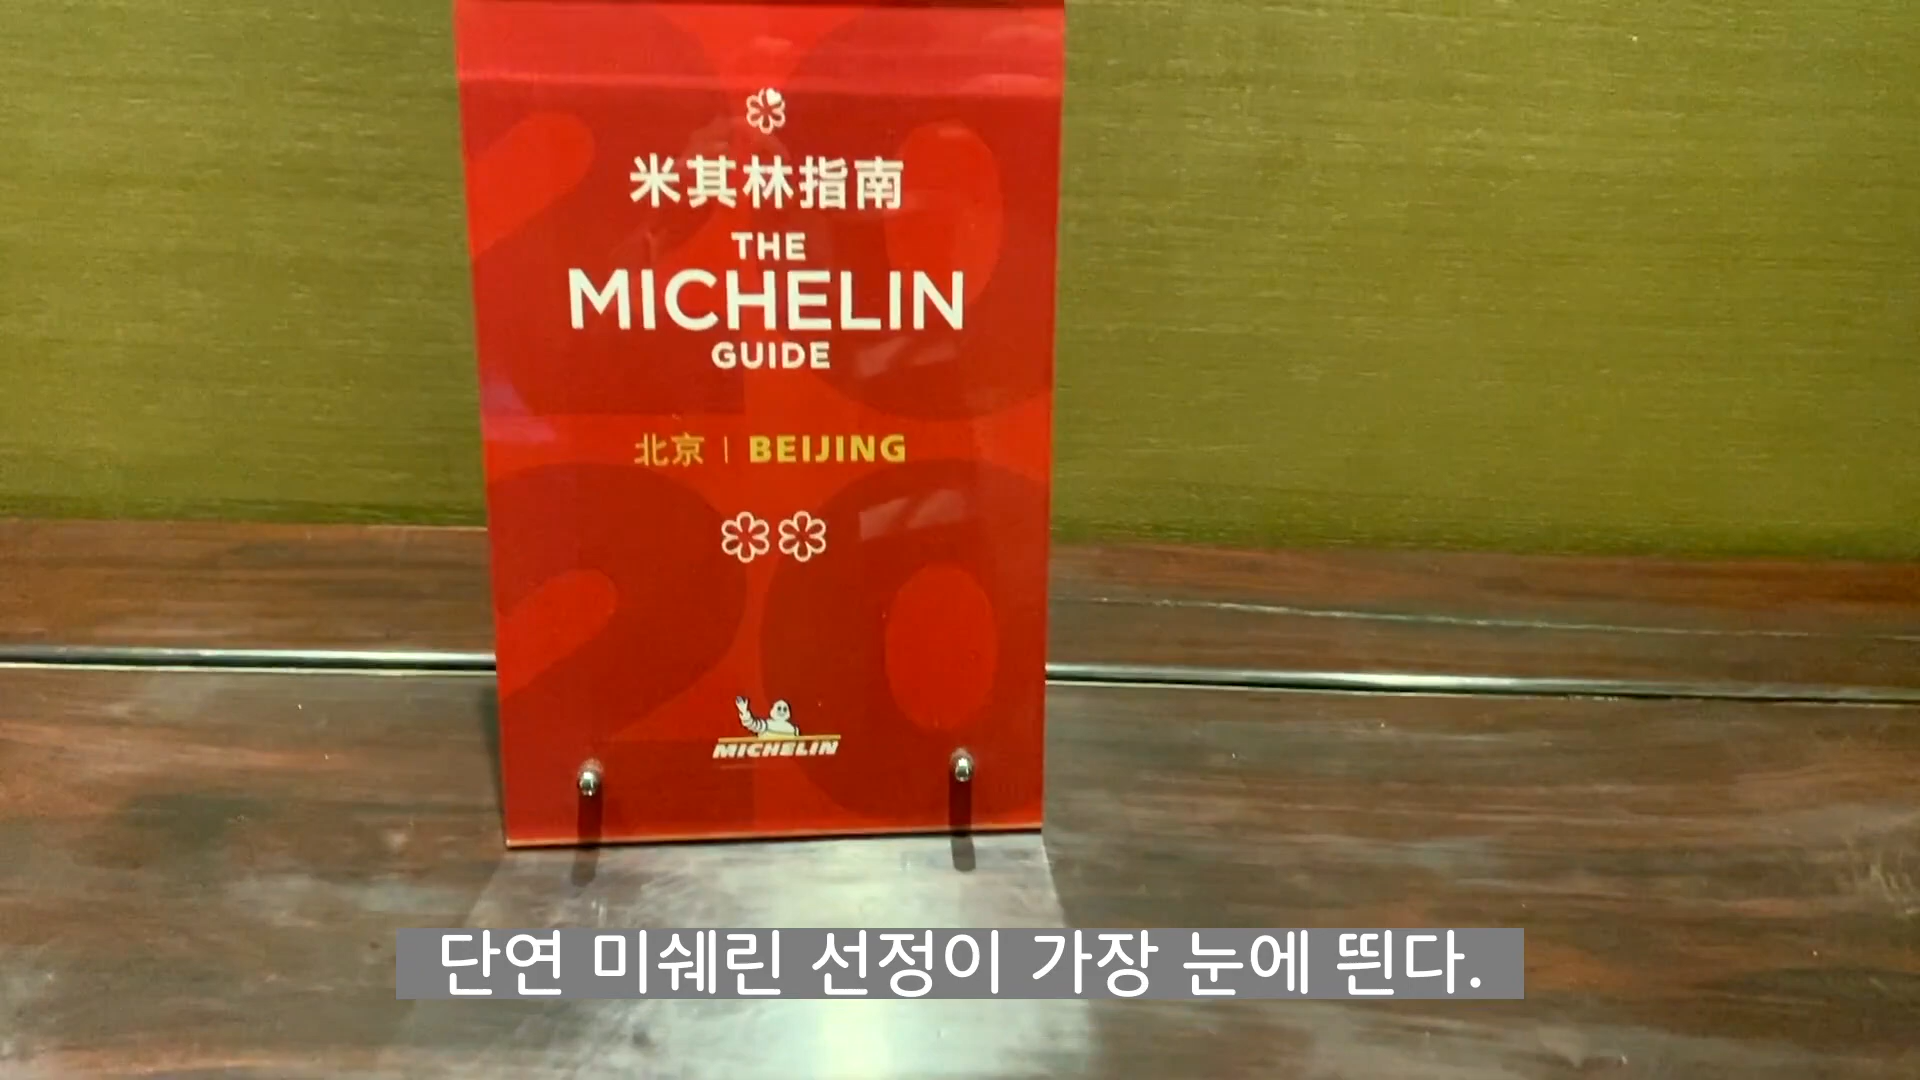 米其林指南
THE
MICHELIN
GUIDE
北京 | BEIJING
2020
MICHELIN
단연 미쉐린 선정이 가장 눈에 띈다.